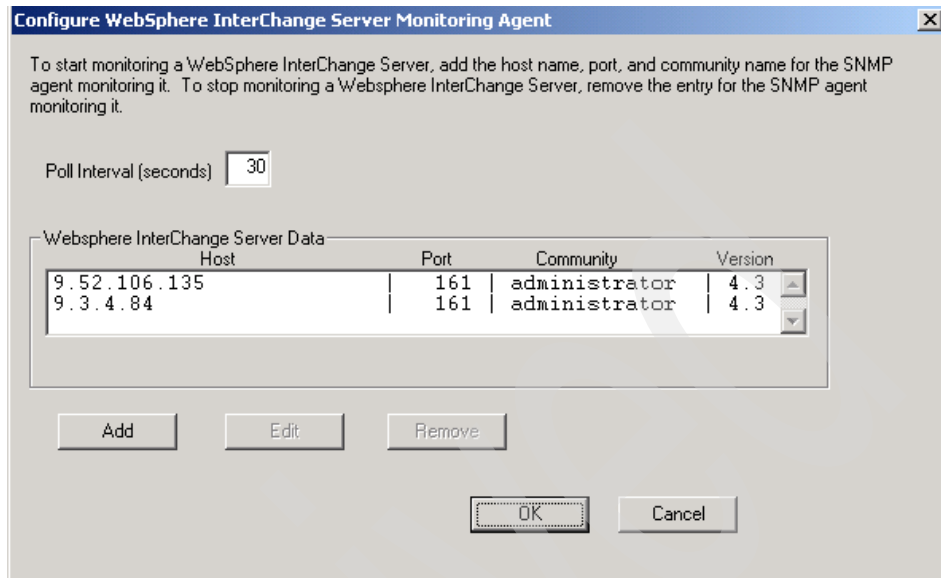 Configure WebSphere InterChange Server Monitoring Agent
To start monitoring a WebSphere InterChange Server, add the host name, port, and community name for the SNMP
agent monitoring it. To stop monitoring a Websphere InterChange Server, remove the entry for the SNMP agent
monitoring it.
Poll Interval (seconds) 30
Websphere InterChange Server Data
Host Port Community Version
9.52.106.135 | 161 | administrator | 4.3
9.3.4.84 | 161 | administrator | 4.3
Add Edit Remove
OK Cancel